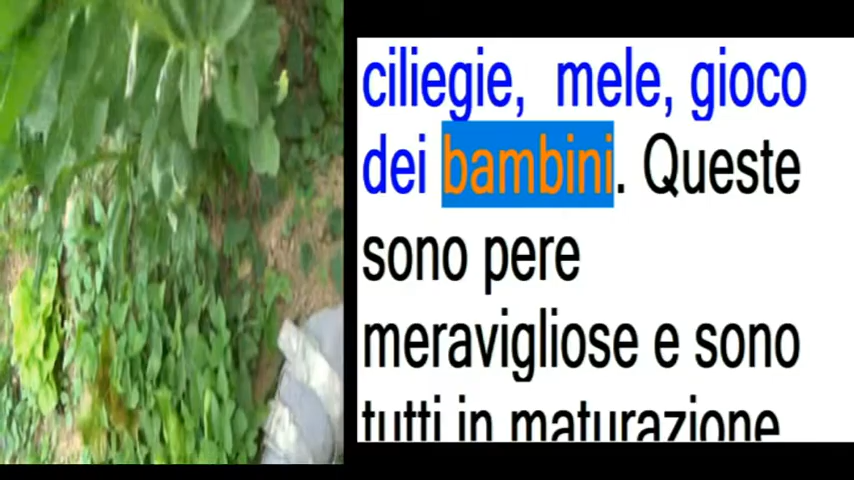 ciliegie, mele, gioco
dei bambini. Queste
sono pere
meravigliose e sono
tutti in maturazione